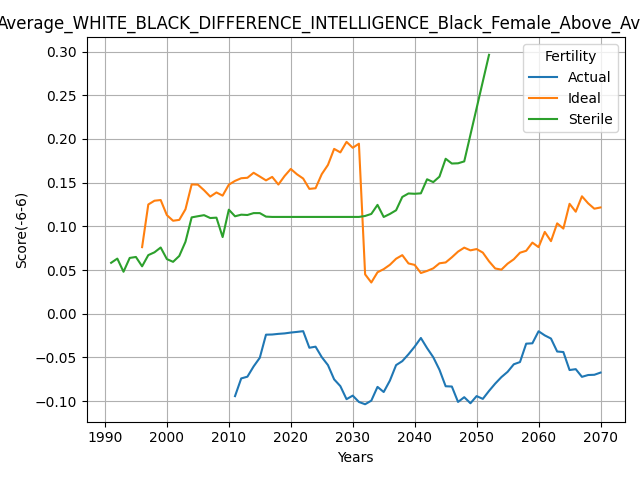 Average_WHITE_BLACK_DIFFERENCE_INTELLIGENCE_Black_Female_Above_Av
0.30
0.25
0.20
0.15
0.10
0.05
0.00
−0.05
−0.10
Score(-6-6)
Fertility
Actual
Ideal
Sterile
1990 2000 2010 2020 2030 2040 2050 2060 2070
Years